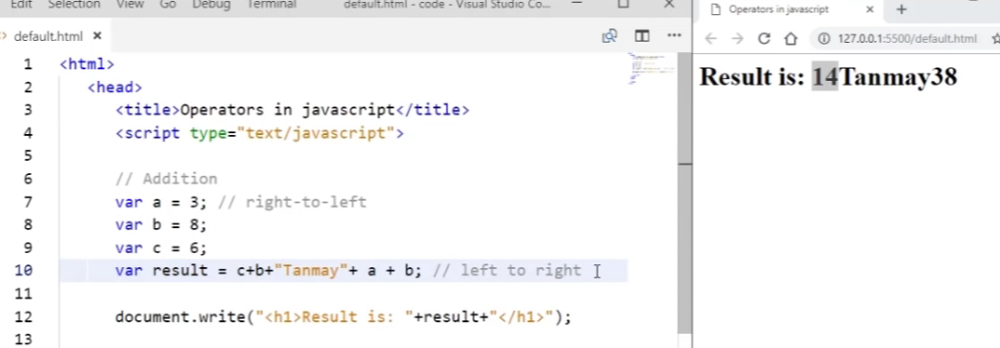 Edit Selection View Go Debug Terminal default.html - code - Visual Studio Co...
default.html
1 <html>
2 <head>
3 <title>Operators in javascript</title>
4 <script type="text/javascript">
5
6 // Addition
7 var a = 3; // right-to-left
8 var b = 8;
9 var c = 6;
10 var result = c+b+"Tanmay"+ a + b; // left to right
11
12 document.write("<h1>Result is: "+result+"</h1>");
13
Operators in javascript
127.0.0.1:5500/default.html
Result is: 14Tanmay38